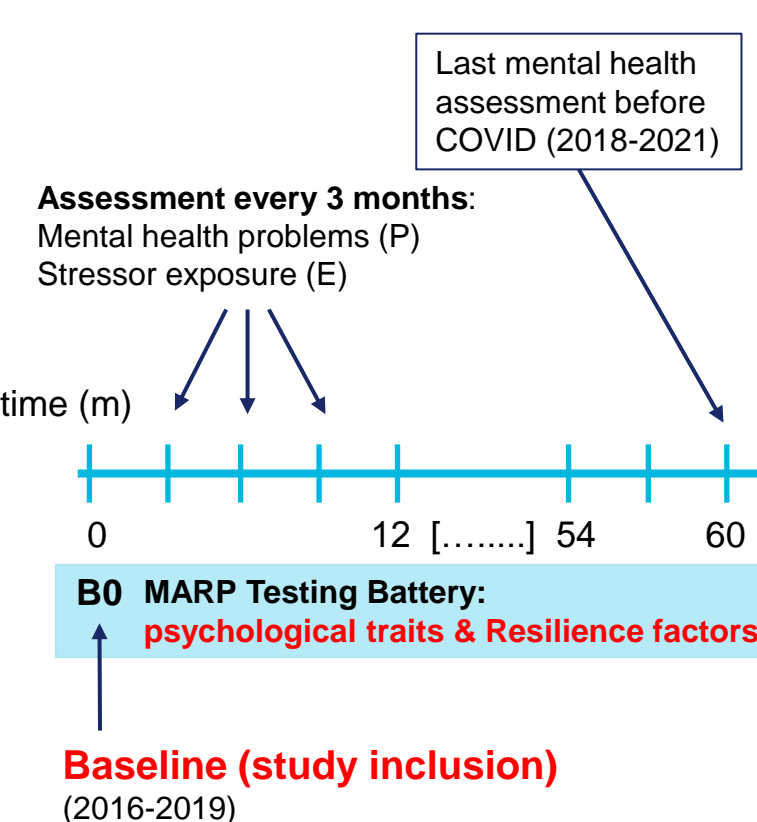 Last mental health
assessment before
COVID (2018-2021)
Assessment every 3 months:
Mental health problems (P)
Stressor exposure (E)
time (m)
0 12 [….....] 54 60
B0 MARP Testing Battery:
psychological traits & Resilience factors
Baseline (study inclusion)
(2016-2019)